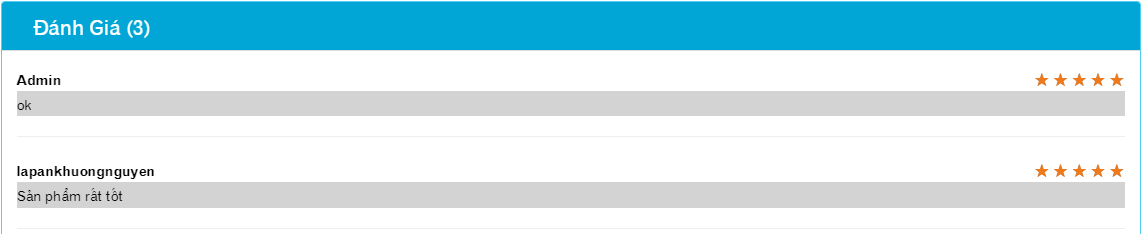 Đánh Giá (3)
Admin
ok
lapankhuongnguyen
Sản phẩm rất tốt